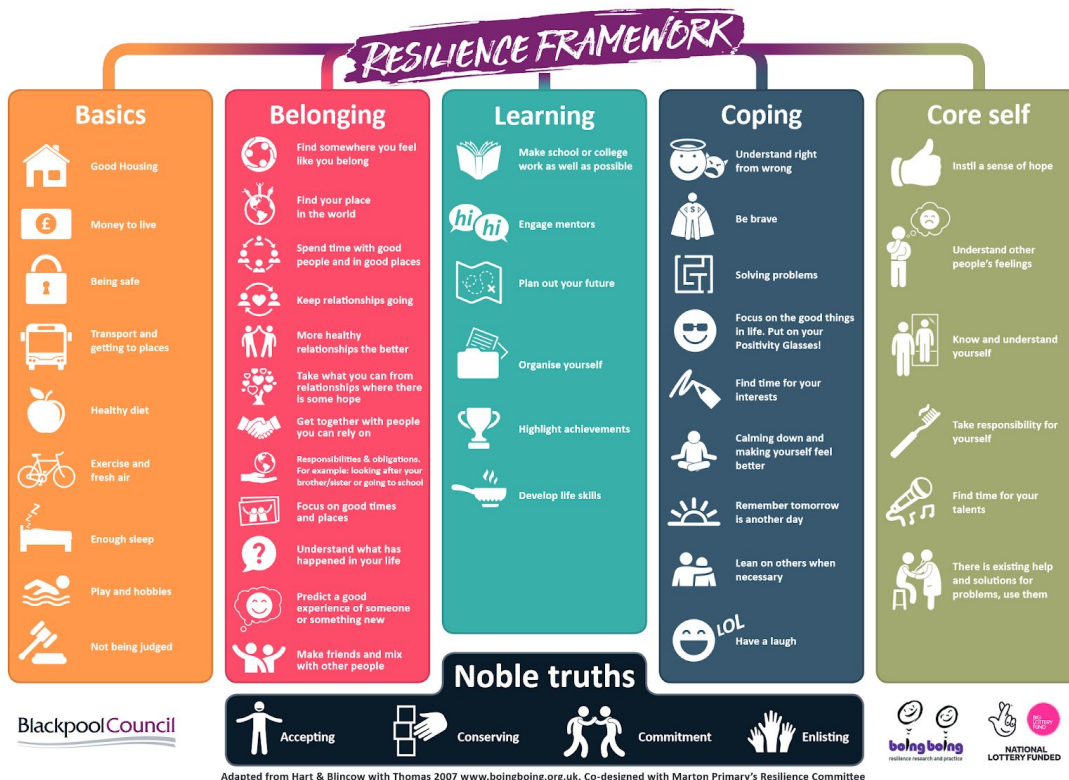 RESILIENCE FRAMEWORK
Basics
Good Housing
£
Money to live
Being safe
Transport and
getting to places
Healthy diet
Exercise and
fresh air
zzz
Enough sleep
Play and hobbies
Not being judged
Belonging
Find somewhere you feel
like you belong
Find your place
in the world
Spend time with good
people and in good places
Keep relationships going
More healthy
relationships the better
Take what you can from
relationships where there
is some hope
Get together with people
you can rely on
Responsibilities & obligations.
For example: looking after your
brother/sister or going to school
Focus on good times
and places
?
Understand what has
happened in your life
Predict a good
experience of someone
or something new
Make friends and mix
with other people
Learning
Make school or college
work as well as possible
hi hi
Engage mentors
Plan out your future
Organise yourself
Highlight achievements
Develop life skills
Coping
Understand right
from wrong
S
Be brave
Solving problems
Focus on the good things
in life. Put on your
Positivity Glasses!
Find time for your
interests
Calming down and
making yourself feel
better
Remember tomorrow
is another day
Lean on others when
necessary
LOL
Have a laugh
Core self
Instil a sense of hope
Understand other
people's feelings
Know and understand
yourself
Take responsibility for
yourself
Find time for your
talents
There is existing help
and solutions for
problems, use them
Noble truths
Accepting
Conserving
Commitment
Enlisting
Blackpool Council
boingboing
resilience research and practice
BIG
LOTTERY
FUND
NATIONAL
LOTTERY FUNDED
Adapted from Hart & Blincow with Thomas 2007 www.boingboing.org.uk. Co-designed with Marton Primary's Resilience Committee